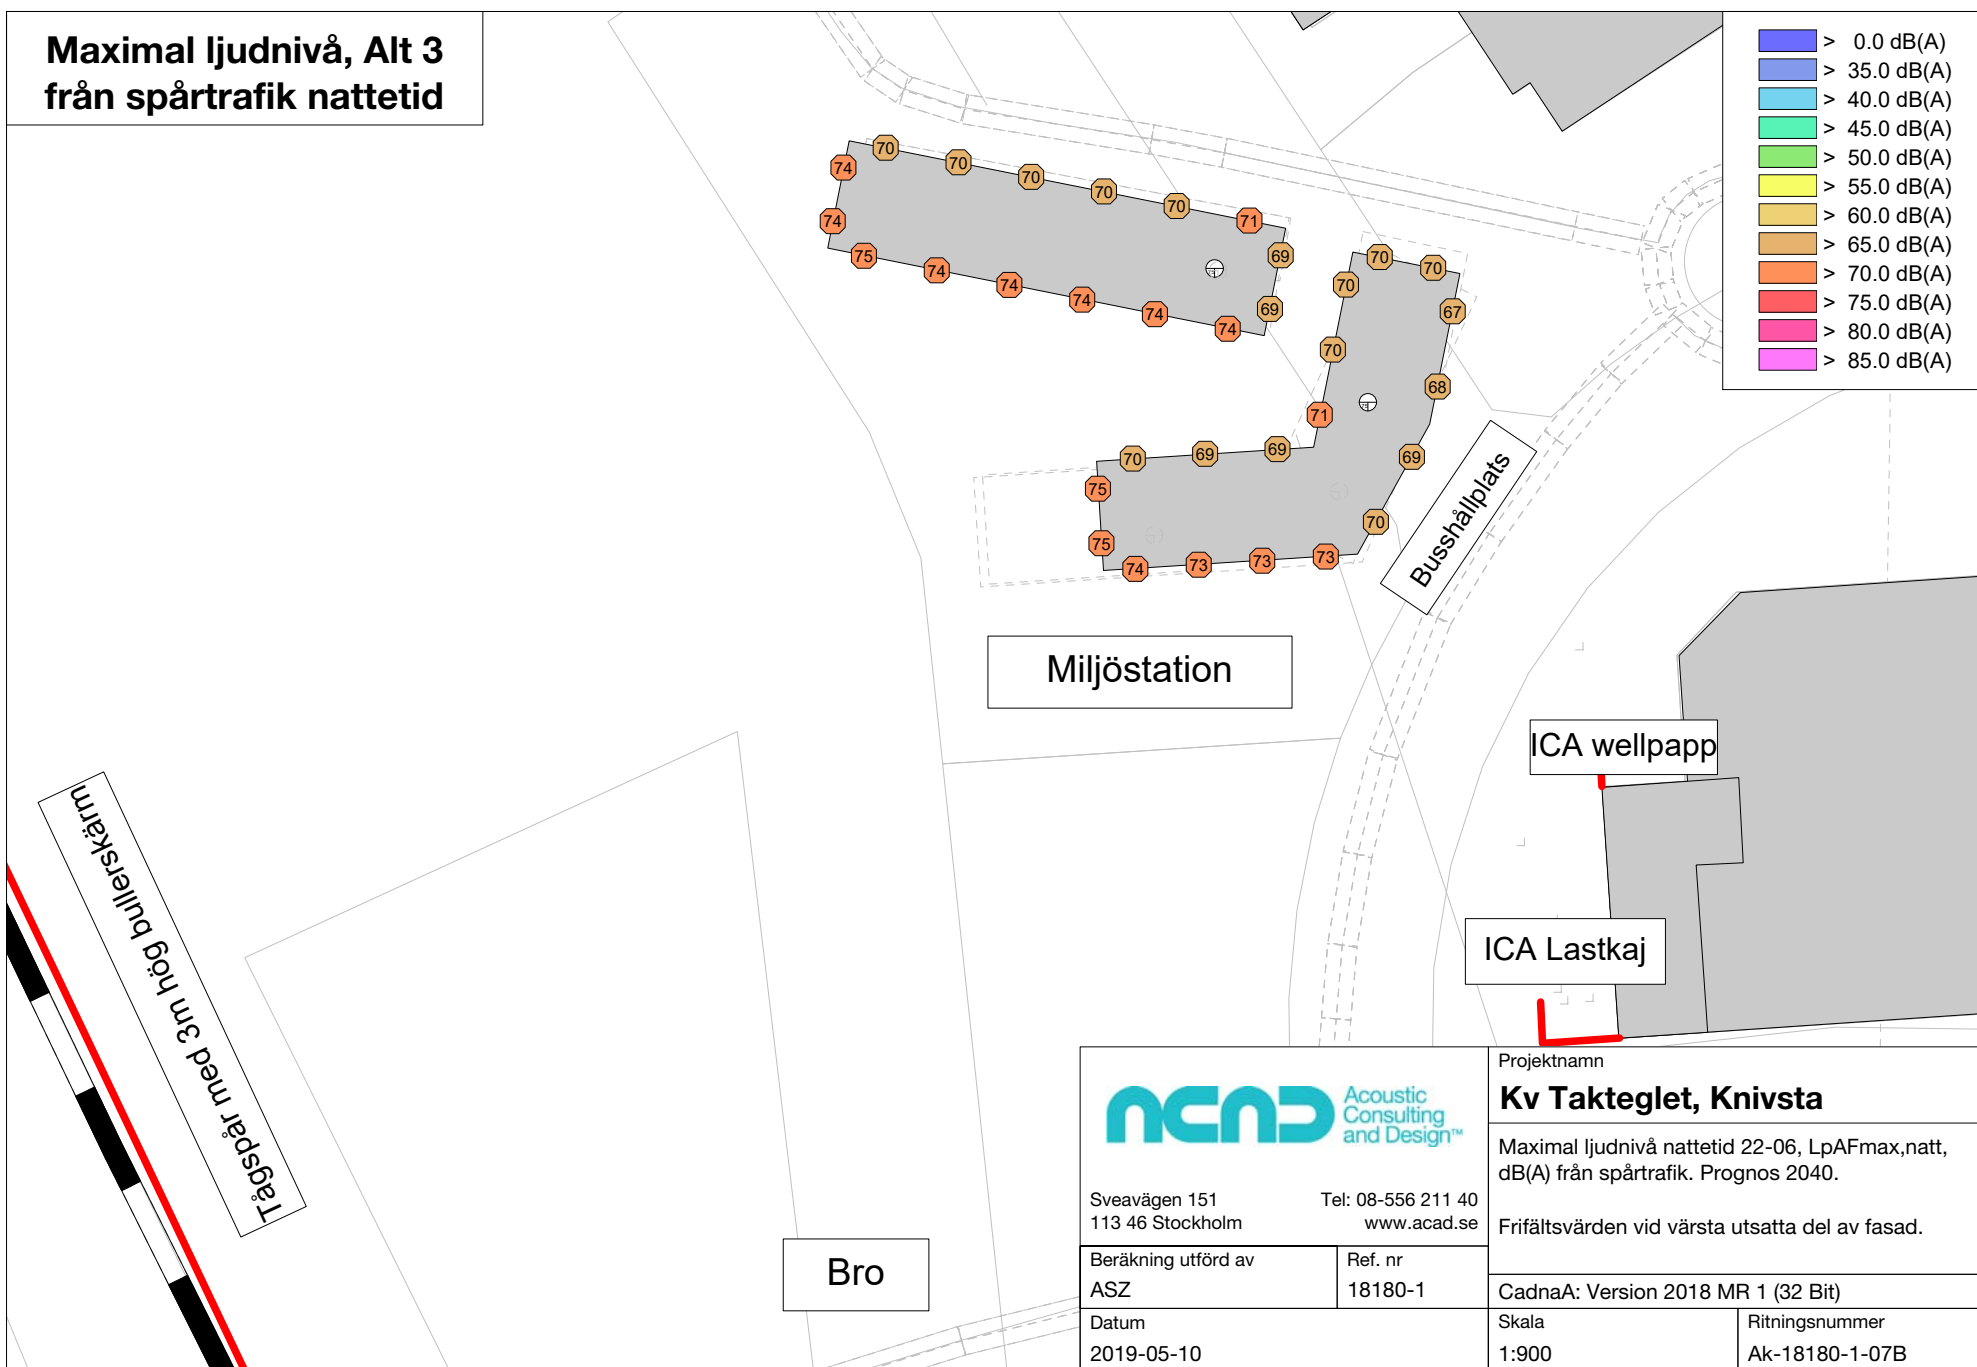 Maximal ljudnivå, Alt 3
från spårtrafik nattetid
> 0.0 dB(A)
> 35.0 dB(A)
> 40.0 dB(A)
> 45.0 dB(A)
> 50.0 dB(A)
> 55.0 dB(A)
> 60.0 dB(A)
> 65.0 dB(A)
> 70.0 dB(A)
> 75.0 dB(A)
> 80.0 dB(A)
> 85.0 dB(A)
70
70
70
70
70
71
74
74
75
74
74
74
74
74
69
69
70
70
70
67
70
68
71
69
70
69
69
70
75
75
74
73
73
73
Busshållplats
Miljöstation
ICA wellpapp
ICA Lastkaj
Tågspår med 3m hög bullerskärm
Bro
ACAD
Acoustic
Consulting
and Design™
Sveavägen 151
113 46 Stockholm
Tel: 08-556 211 40
www.acad.se
Beräkning utförd av
ASZ
Ref. nr
18180-1
Datum
2019-05-10
Projektnamn
Kv Takteglet, Knivsta
Maximal ljudnivå nattetid 22-06, LpAFmax,natt,
dB(A) från spårtrafik. Prognos 2040.
Frifältsvärden vid värsta utsatta del av fasad.
CadnaA: Version 2018 MR 1 (32 Bit)
Skala
1:900
Ritningsnummer
Ak-18180-1-07B